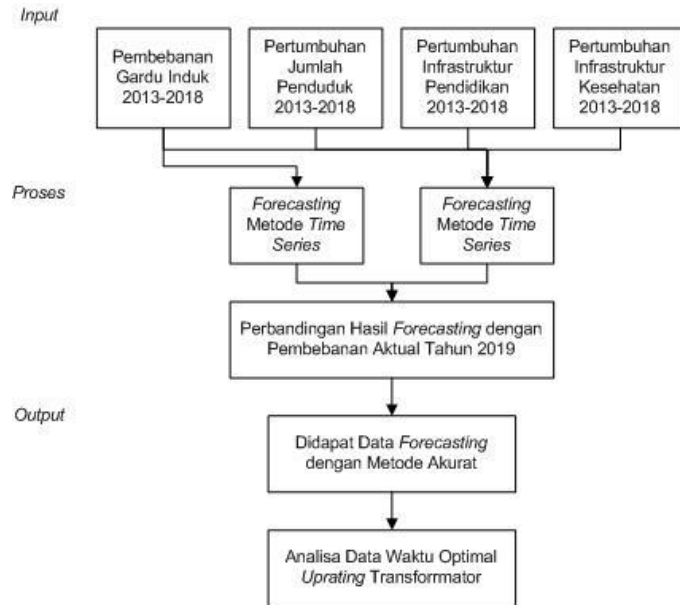 Input
Pembebanan
Gardu Induk
2013-2018
Pertumbuhan
Jumlah
Penduduk
2013-2018
Pertumbuhan
Infrastruktur
Pendidikan
2013-2018
Pertumbuhan
Infrastruktur
Kesehatan
2013-2018
Proses
Forecasting
Metode Time
Series
Forecasting
Metode Time
Series
Perbandingan Hasil Forecasting dengan
Pembebanan Aktual Tahun 2019
Output
Didapat Data Forecasting
dengan Metode Akurat
Analisa Data Waktu Optimal
Uprating Transformmator